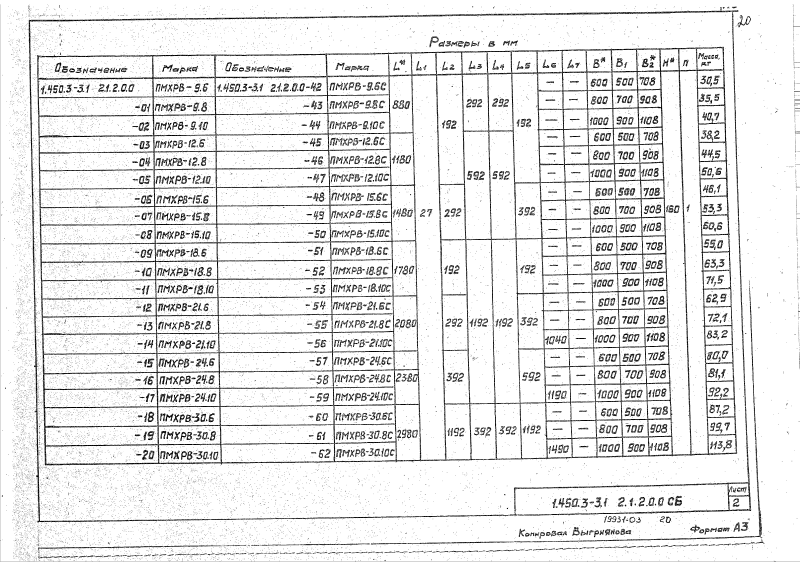 20
Размеры в мм
Обозначение Марка Обозначение Марка L*) L1 L2 L3 L4 L5 L6 L7 B* B1 B2* H* п Масса, кг
1.450.3-3.1 2.1.2.0.0 ПМХРВ-9.6 1.450.3-3.1 2.1.2.0.0-42 ПМХРВ-9.6С — — 600 500 708 30,5
-01 ПМХРВ-9.8 -43 ПМХРВ-9.8С 880 292 292 — — 800 700 908 35,5
-02 ПМХРВ-9.10 -44 ПМХРВ-9.10С 192 192 — — 1000 900 1108 40,7
-03 ПМХРВ-12.6 -45 ПМХРВ-12.6С — — 600 500 708 38,2
-04 ПМХРВ-12.8 -46 ПМХРВ-12.8С 1180 — — 800 700 908 44,5
-05 ПМХРВ-12.10 -47 ПМХРВ-12.10С 592 592 — — 1000 900 1108 50,6
-06 ПМХРВ-15.6 -48 ПМХРВ-15.6С — — 600 500 708 46,1
-07 ПМХРВ-15.8 -49 ПМХРВ-15.8С 1480 27 292 392 — — 800 700 908 160 1 53,3
-08 ПМХРВ-15.10 -50 ПМХРВ-15.10С — — 1000 900 1108 60,6
-09 ПМХРВ-18.6 -51 ПМХРВ-18.6С — — 600 500 708 55,0
-10 ПМХРВ-18.8 -52 ПМХРВ-18.8С 1780 192 192 — — 800 700 908 63,3
-11 ПМХРВ-18.10 -53 ПМХРВ-18.10С — — 1000 900 1108 71,5
-12 ПМХРВ-21.6 -54 ПМХРВ-21.6С — — 600 500 708 62,9
-13 ПМХРВ-21.8 -55 ПМХРВ-21.8С 2080 292 1192 1192 392 — — 800 700 908 72,1
-14 ПМХРВ-21.10 -56 ПМХРВ-21.10С 1040 — 1000 900 1108 83,2
-15 ПМХРВ-24.6 -57 ПМХРВ-24.6С — — 600 500 708 80,0
-16 ПМХРВ-24.8 -58 ПМХРВ-24.8С 2380 392 592 — — 800 700 908 81,1
-17 ПМХРВ-24.10 -59 ПМХРВ-24.10С 1190 — 1000 900 1108 92,2
-18 ПМХРВ-30.6 -60 ПМХРВ-30.6С — — 600 500 708 87,2
-19 ПМХРВ-30.8 -61 ПМХРВ-30.8С 2980 1192 392 392 1192 — — 800 700 908 99,7
-20 ПМХРВ-30.10 -62 ПМХРВ-30.10С 1490 — 1000 900 1108 113,8
1.450.3-3.1 2.1.2.0.0 СБ
Лист
2
19931-03 20
Копировал Выгриянова Формат А3